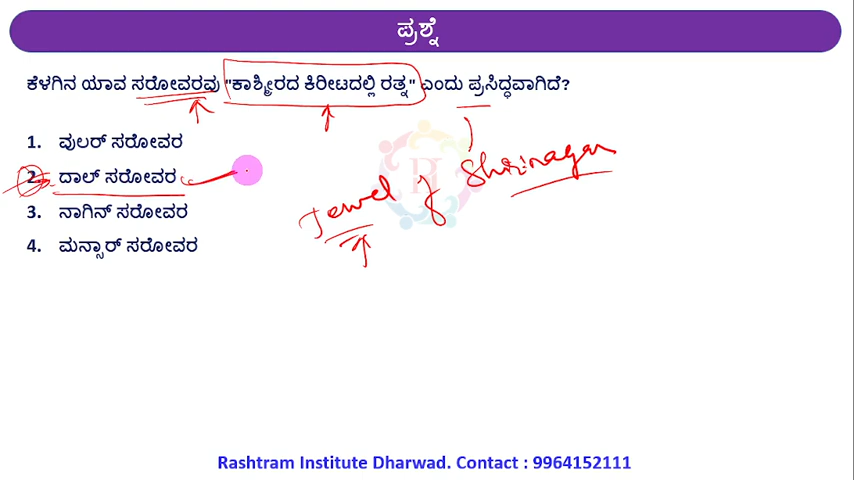 ಪ್ರಶ್ನೆ
ಕೆಳಗಿನ ಯಾವ ಸರೋವರವು "ಕಾಶ್ಮೀರದ ಕಿರೀಟದಲ್ಲಿ ರತ್ನ" ಎಂದು ಪ್ರಸಿದ್ಧವಾಗಿದೆ?
1. ವುಲರ್ ಸರೋವರ
2. ದಾಲ್ ಸರೋವರ
3. ನಾಗಿನ್ ಸರೋವರ
4. ಮನ್ಸಾರ್ ಸರೋವರ
Jewel of Shrinagar
Rashtram Institute Dharwad. Contact : 9964152111